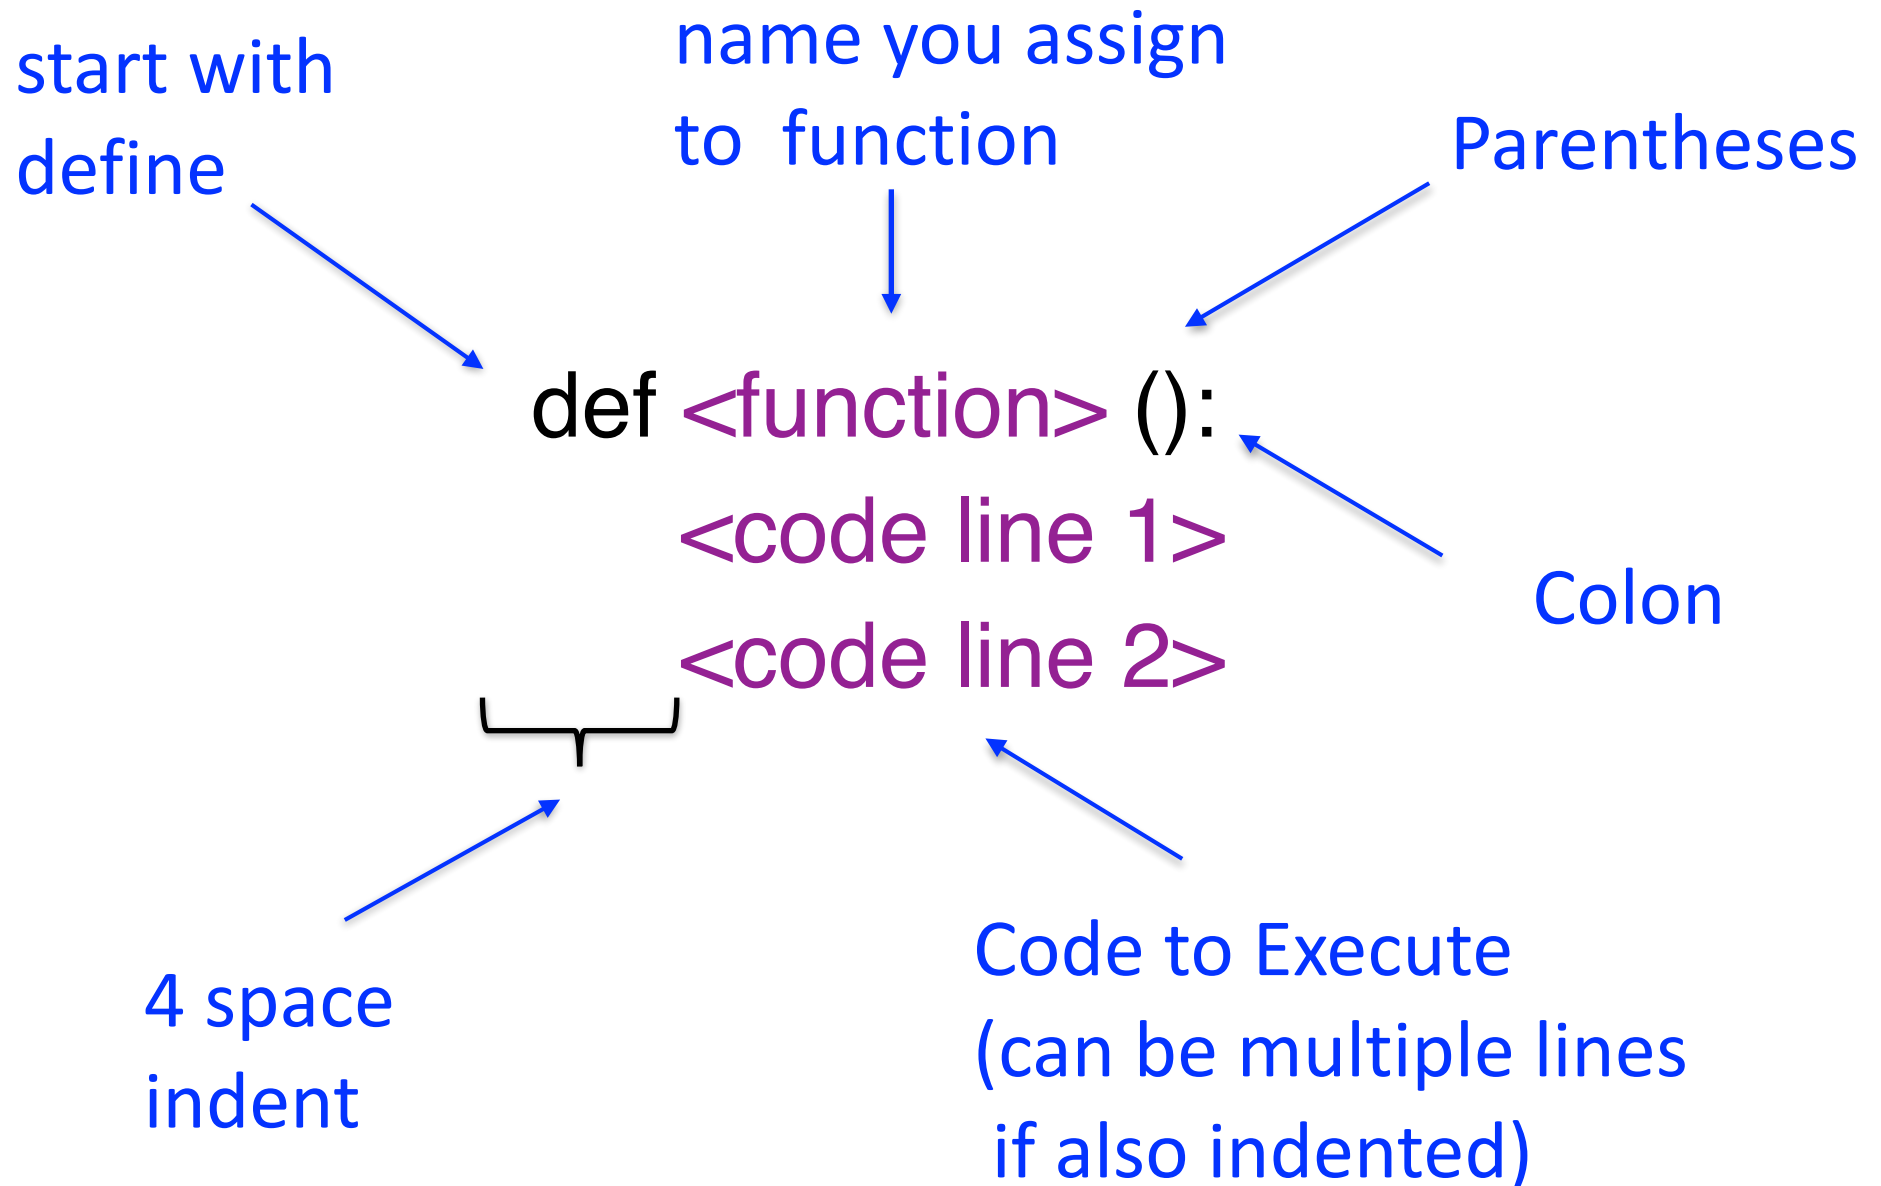 start with
define
name you assign
to  function
Parentheses
def <function> ():
<code line 1>
<code line 2>
Colon
4 space
indent
Code to Execute
(can be multiple lines
if also indented)